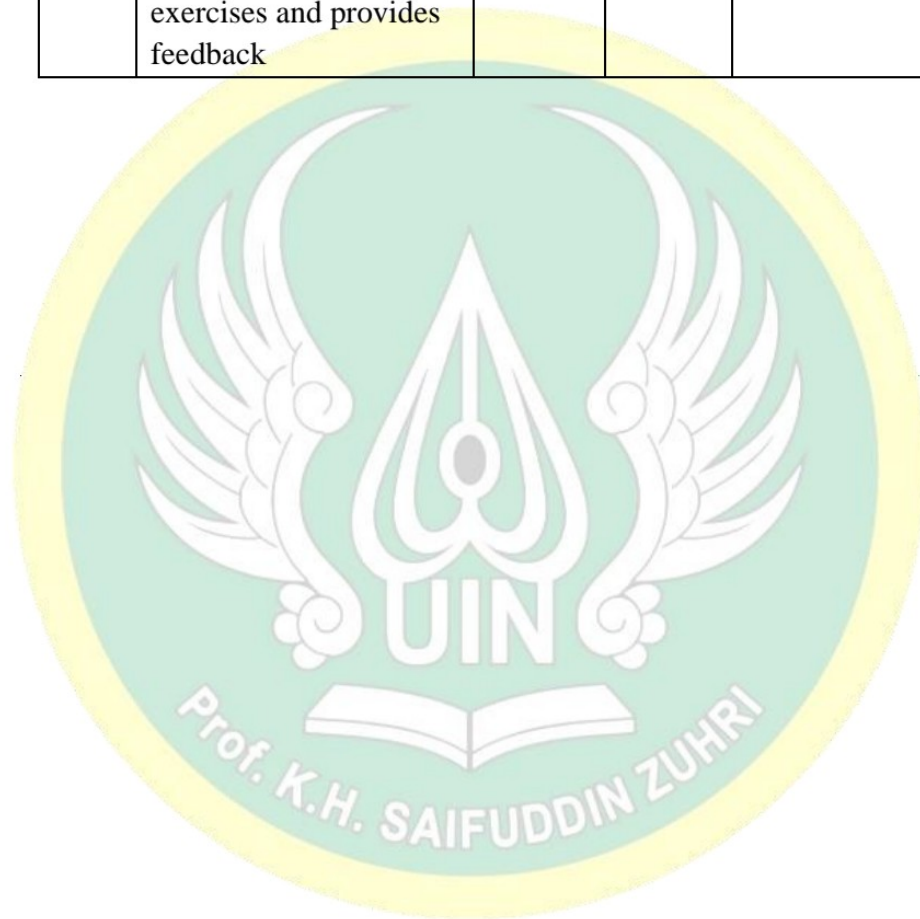 exercises and provides
feedback
UIN
Prof. K.H. SAIFUDDIN ZUHRI